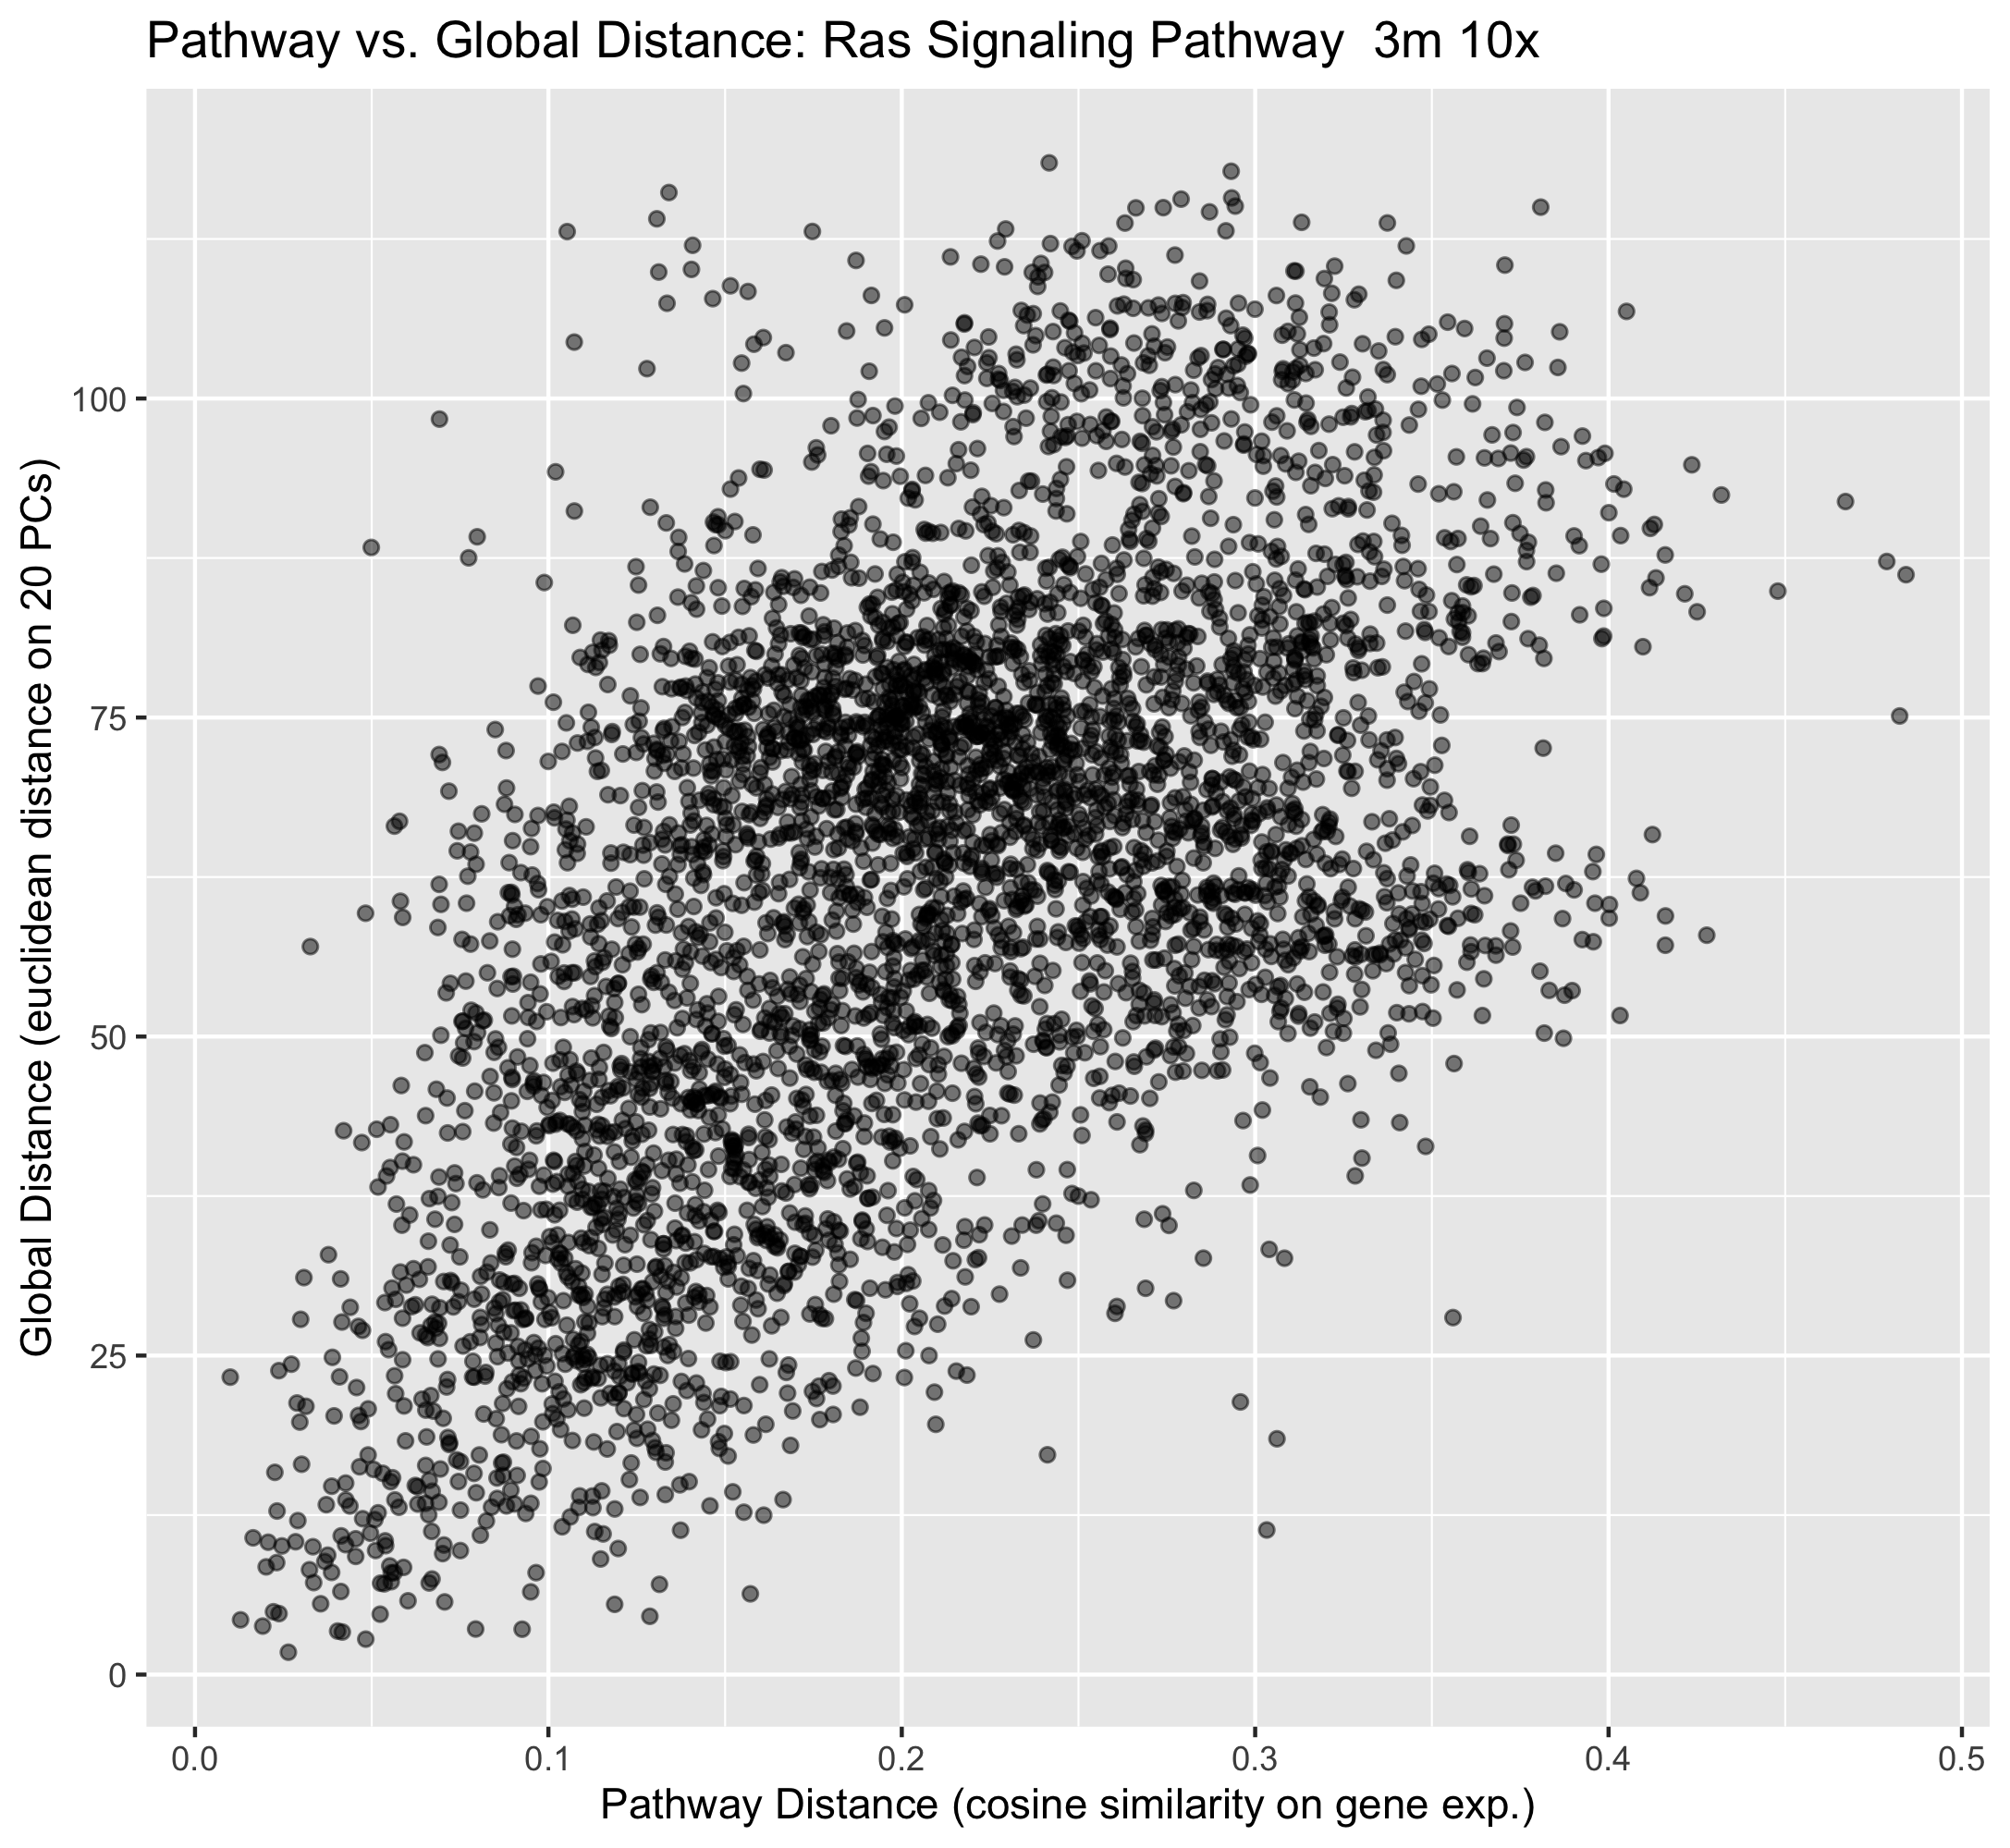 Pathway vs. Global Distance: Ras Signaling Pathway  3m 10x
Global Distance (euclidean distance on 20 PCs)
100
75
50
25
0
0.0 0.1 0.2 0.3 0.4 0.5
Pathway Distance (cosine similarity on gene exp.)